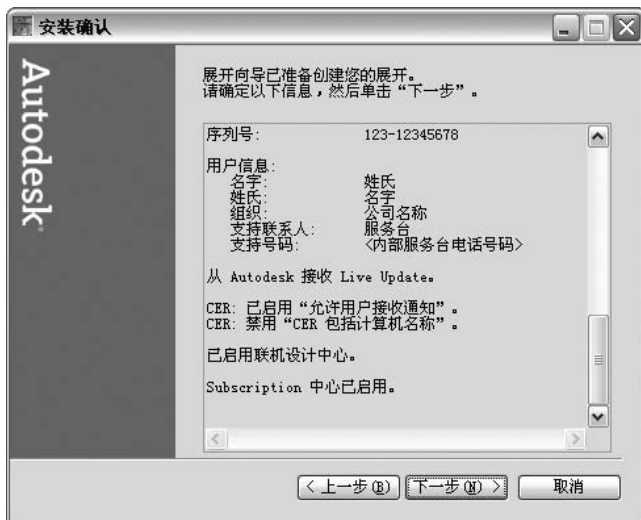 安装确认
Autodesk
展开向导已准备创建您的展开。
请确定以下信息，然后单击“下一步”。
序列号: 123-12345678
用户信息:
名字: 姓氏
姓氏: 名字
组织: 公司名称
支持联系人: 服务台
支持号码: <内部服务台电话号码>
从 Autodesk 接收 Live Update。
CER: 已启用“允许用户接收通知”。
CER: 禁用“CER 包括计算机名称”。
已启用联机设计中心。
Subscription 中心已启用。
< 上一步(B) 下一步(N) > 取消